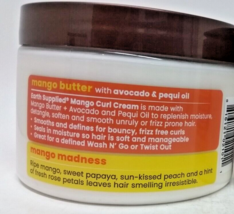 mango butter with avocado & pequi oil
Earth Supplied® Mango Curl Cream is made with
Mango Butter + Avocado and Pequi Oil to replenish moisture,
detangle, soften and smooth unruly or frizz prone hair.
• Smooths and defines for bouncy, frizz free curls
• Seals in moisture so hair is soft and manageable
• Great for a defined Wash N' Go or Twist Out
mango madness
Ripe mango, sweet papaya, sun-kissed peach and a hint
of fresh rose petals leaves hair smelling irresistible.